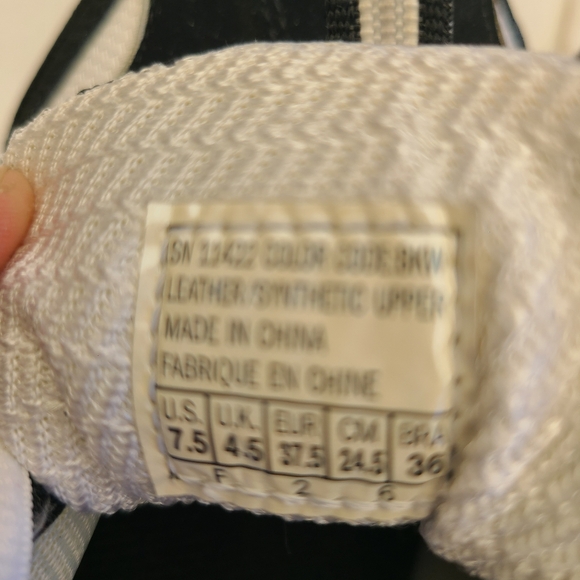 SN 13422 COLOR CODE BKW
LEATHER/SYNTHETIC UPPER
MADE IN CHINA
FABRIQUE EN CHINE
U.S. U.K. EUR CM BRA
7.5 4.5 37.5 24.5 36
F 2 6